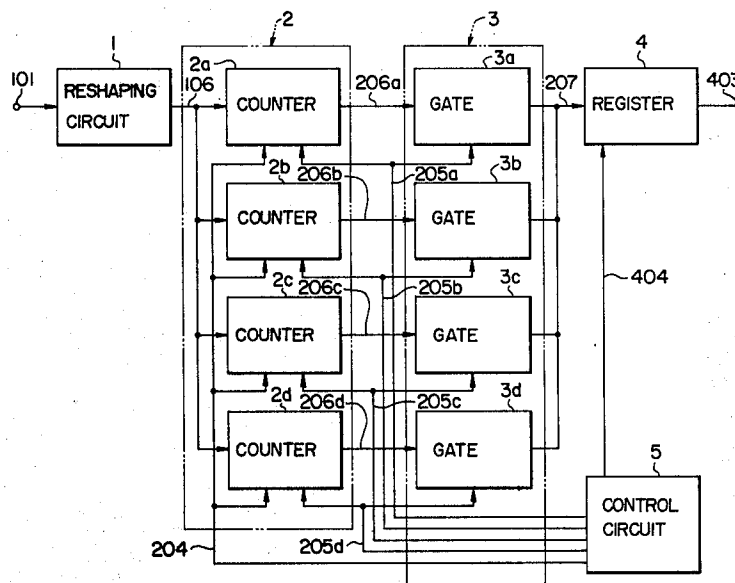 1
2
3
4
101
RESHAPING
CIRCUIT
106
2a
COUNTER
206a
3a
GATE
207
REGISTER
403
2b
COUNTER
206b
205a
3b
GATE
404
2c
COUNTER
206c
205b
3c
GATE
2d
COUNTER
206d
205c
3d
GATE
5
CONTROL
CIRCUIT
204
205d